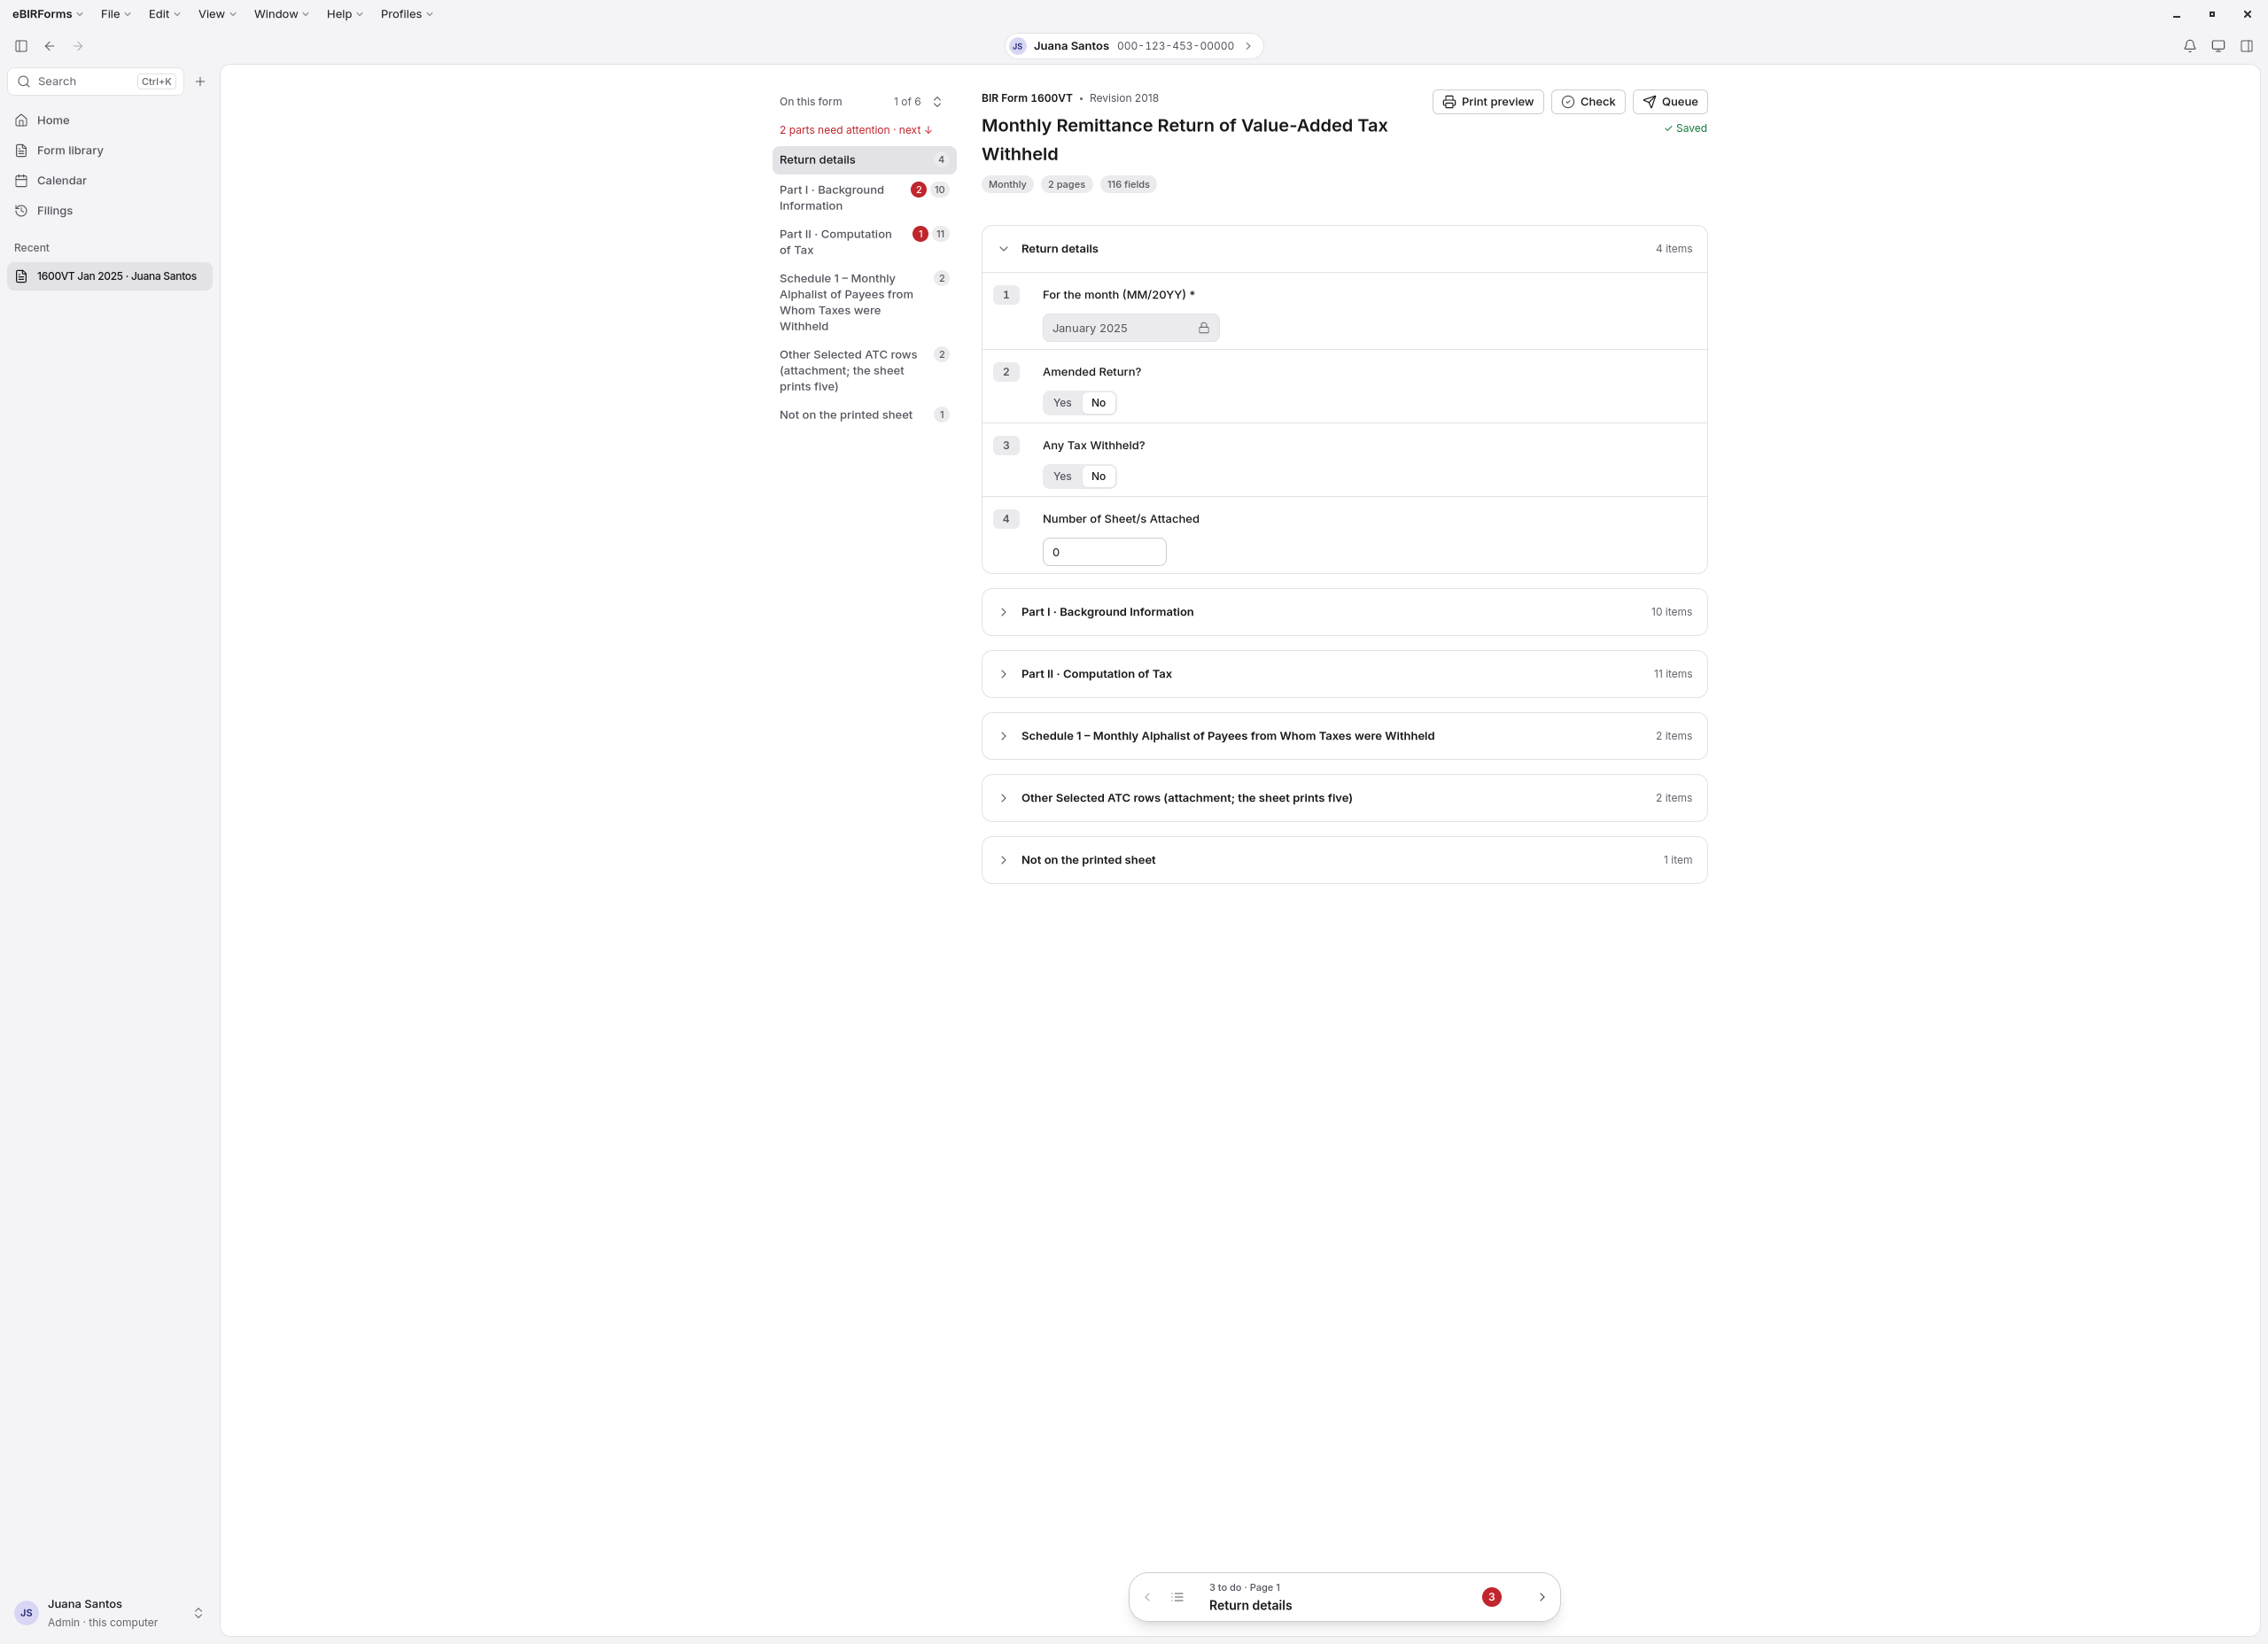 eBIRForms File Edit View Window Help Profiles
JS Juana Santos 000-123-453-00000
Search Ctrl+K
Home
Form library
Calendar
Filings
Recent
1600VT Jan 2025 · Juana Santos
On this form 1 of 6
2 parts need attention · next ↓
Return details 4
Part I · Background 2 10
Information
Part II · Computation 1 11
of Tax
Schedule 1 – Monthly 2
Alphalist of Payees from
Whom Taxes were
Withheld
Other Selected ATC rows 2
(attachment; the sheet
prints five)
Not on the printed sheet 1
BIR Form 1600VT • Revision 2018
Print preview Check Queue
Monthly Remittance Return of Value-Added Tax
Withheld
✓ Saved
Monthly 2 pages 116 fields
Return details 4 items
1 For the month (MM/20YY) *
January 2025
2 Amended Return?
Yes No
3 Any Tax Withheld?
Yes No
4 Number of Sheet/s Attached
0
Part I · Background Information 10 items
Part II · Computation of Tax 11 items
Schedule 1 – Monthly Alphalist of Payees from Whom Taxes were Withheld 2 items
Other Selected ATC rows (attachment; the sheet prints five) 2 items
Not on the printed sheet 1 item
3 to do · Page 1
Return details 3
JS Juana Santos
Admin · this computer